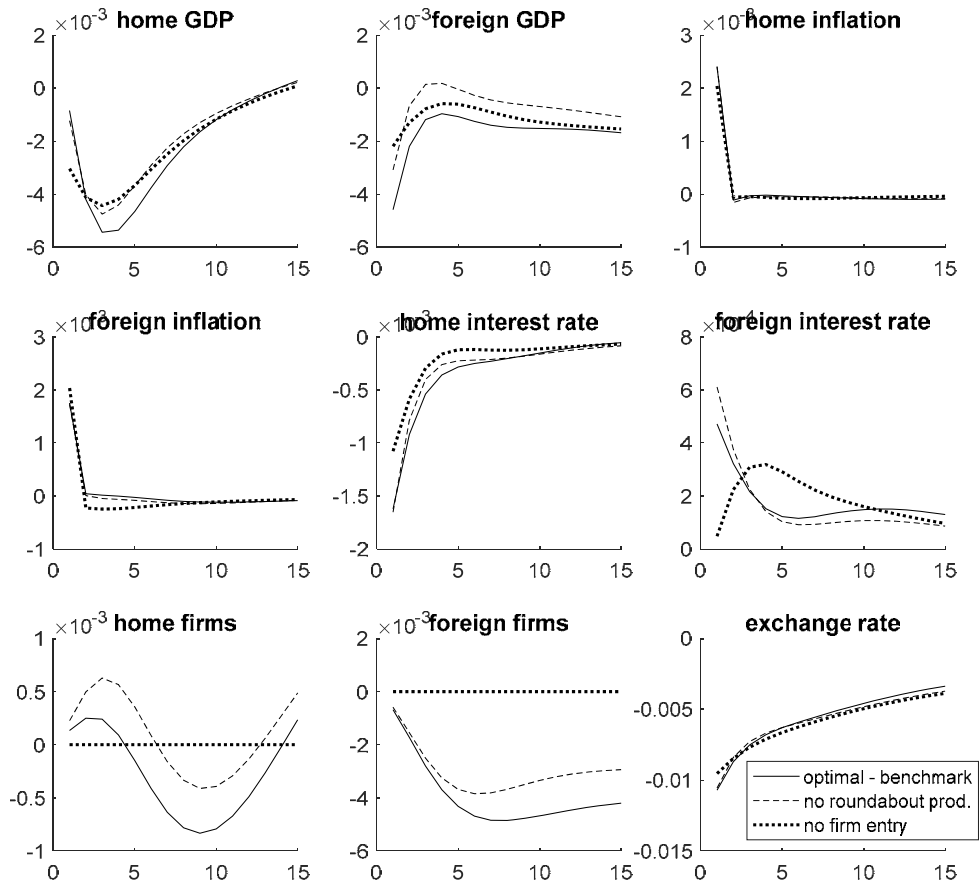 ×10-3 home GDP
2
0
-2
-4
-6
0 5 10 15
×10-3 foreign GDP
2
0
-2
-4
-6
0 5 10 15
home inflation
3
2
1
0
-1
0 5 10 15
×10-3 foreign inflation
3
2
1
0
-1
0 5 10 15
home interest rate
0
-0.5
-1
-1.5
-2
0 5 10 15
foreign interest rate
8
6
4
2
0
0 5 10 15
×10-3 home firms
1
0.5
0
-0.5
-1
0 5 10 15
×10-3 foreign firms
2
0
-2
-4
-6
0 5 10 15
exchange rate
0
-0.005
-0.01
-0.015
0 5 10 15
optimal - benchmark
no roundabout prod.
no firm entry